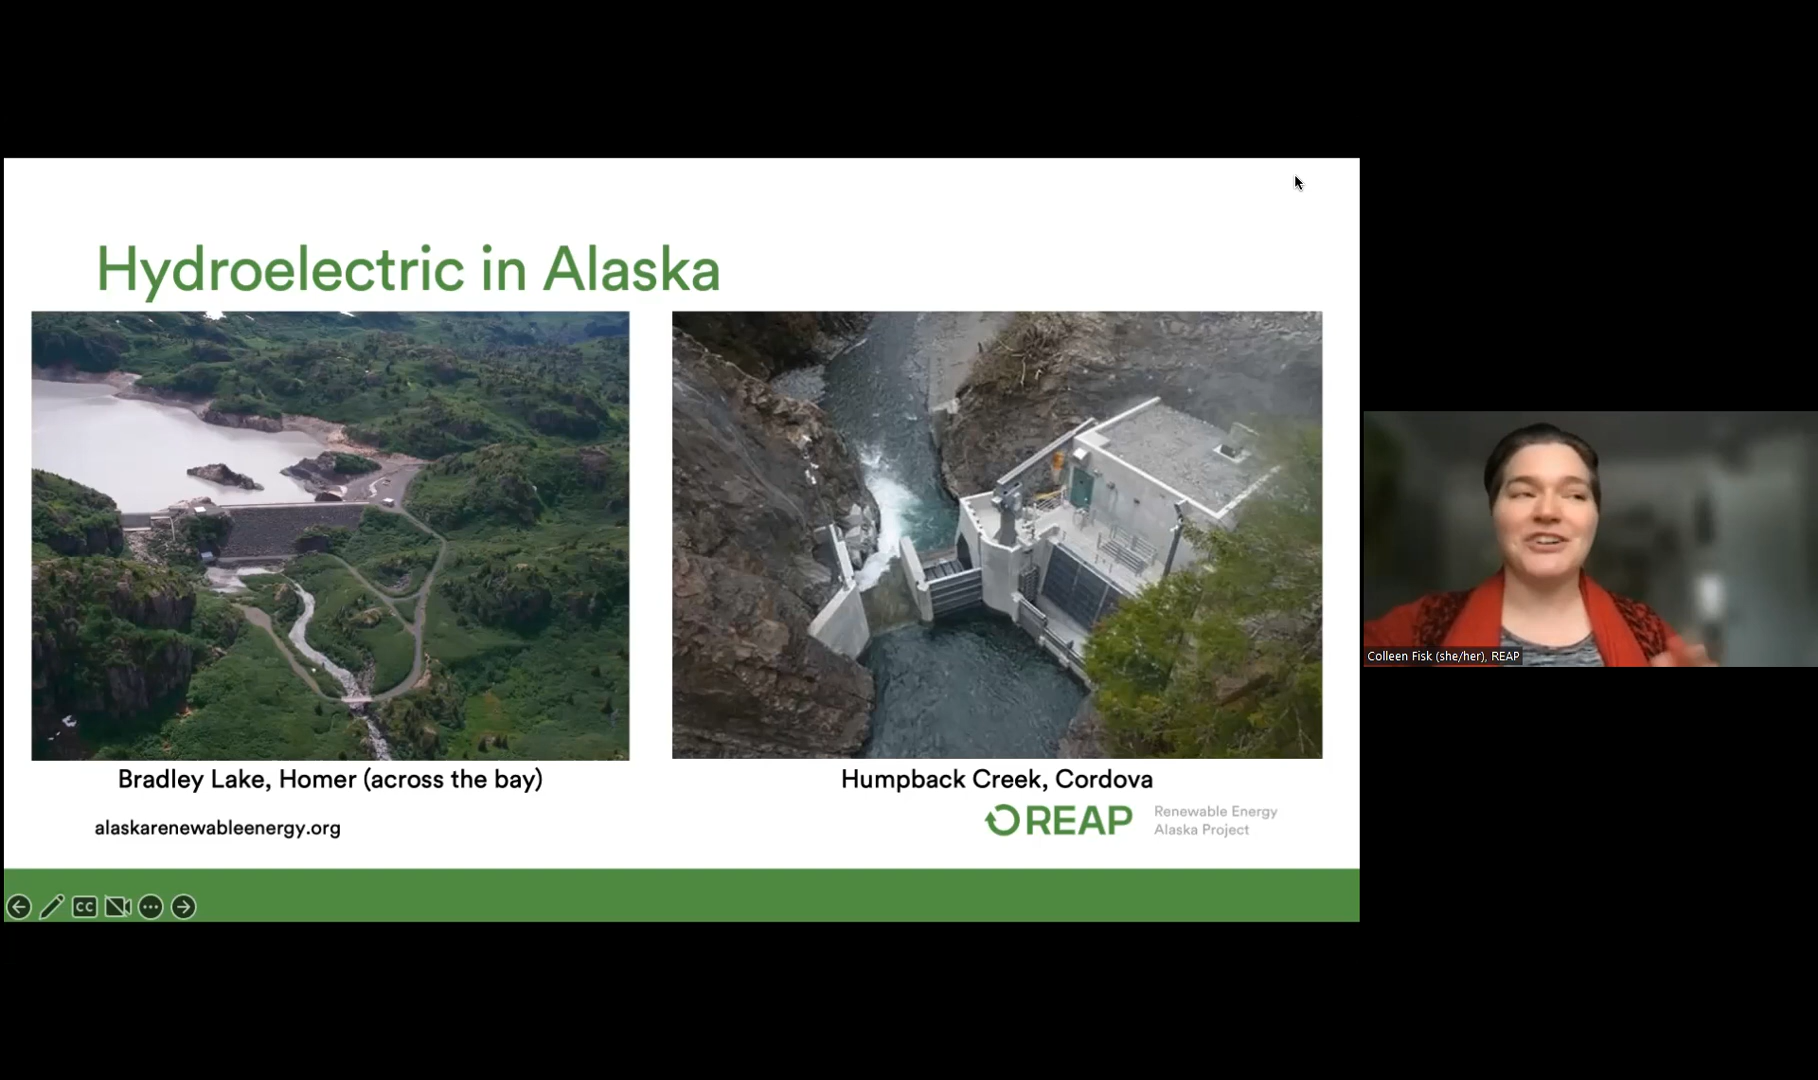 Hydroelectric in Alaska
Bradley Lake, Homer (across the bay)
Humpback Creek, Cordova
alaskarenewableenergy.org
REAP
Renewable Energy
Alaska Project
CC
Colleen Fisk (she/her), REAP